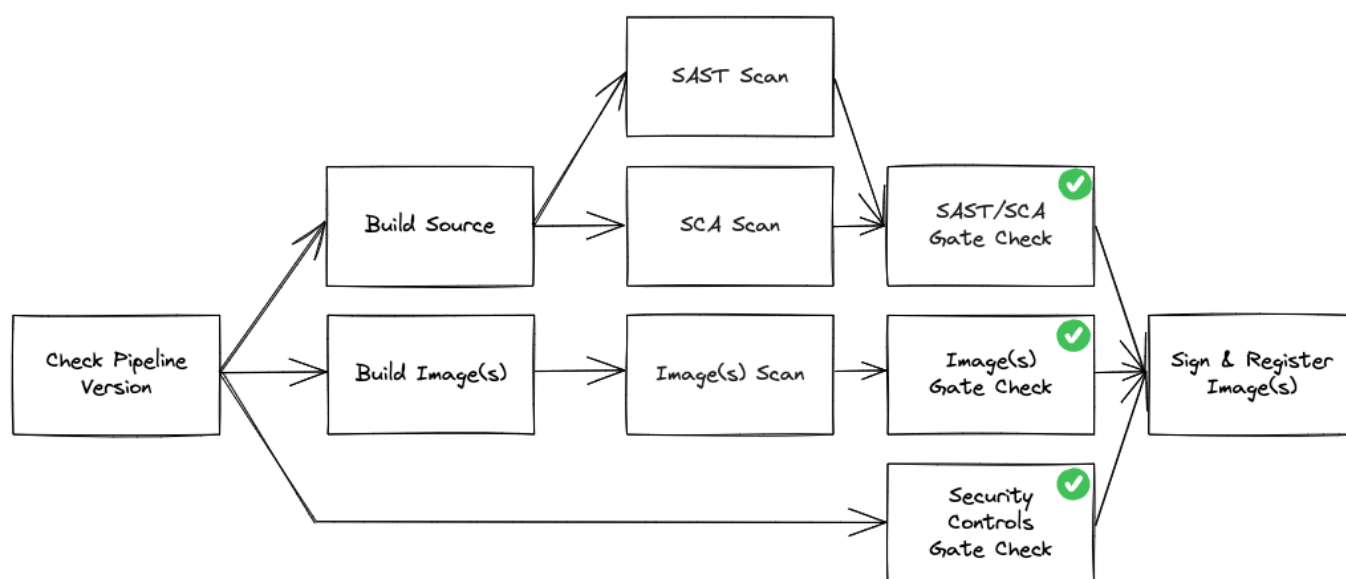 SAST Scan
Build Source
SCA Scan
SAST/SCA
Gate Check
Check Pipeline
Version
Build Image(s)
Image(s) Scan
Image(s)
Gate Check
Sign & Register
Image(s)
Security
Controls
Gate Check